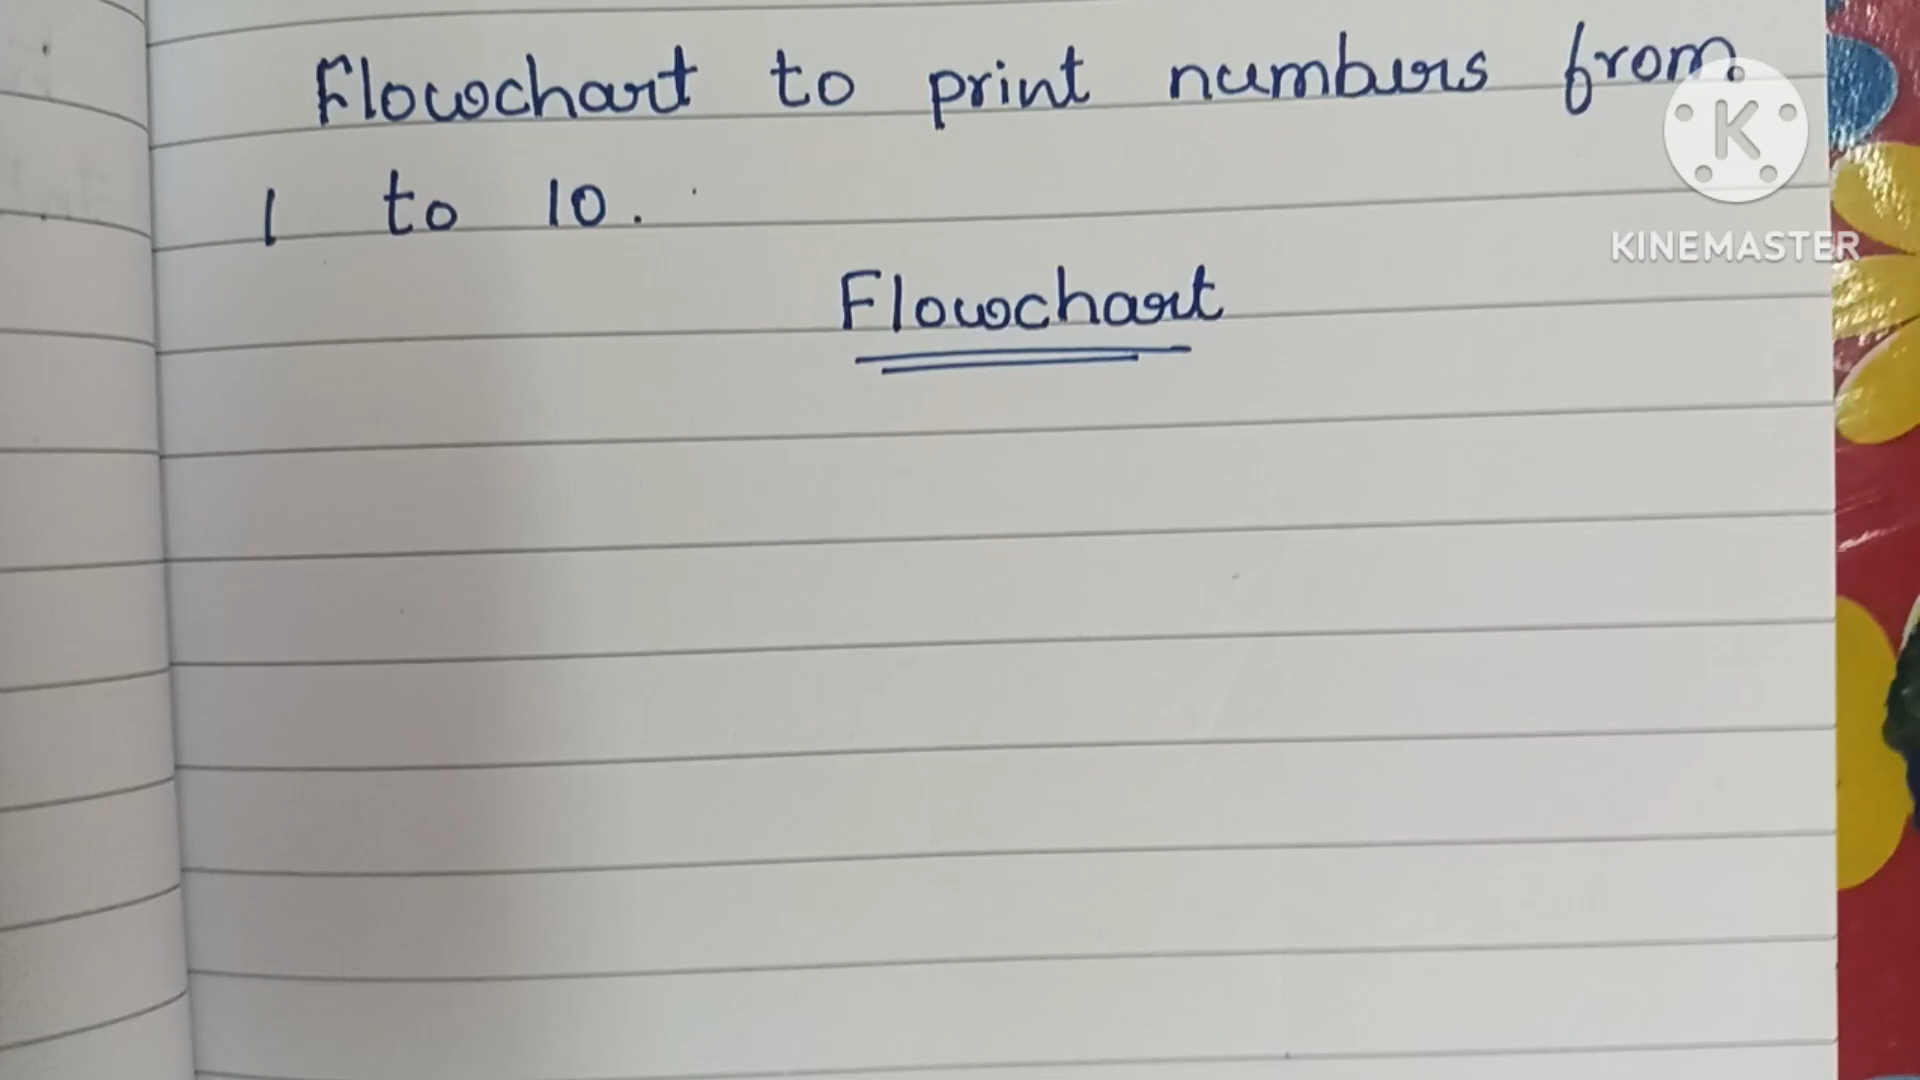 Flowchart to print numbers from
1 to 10.
Flowchart
K
KINEMASTER